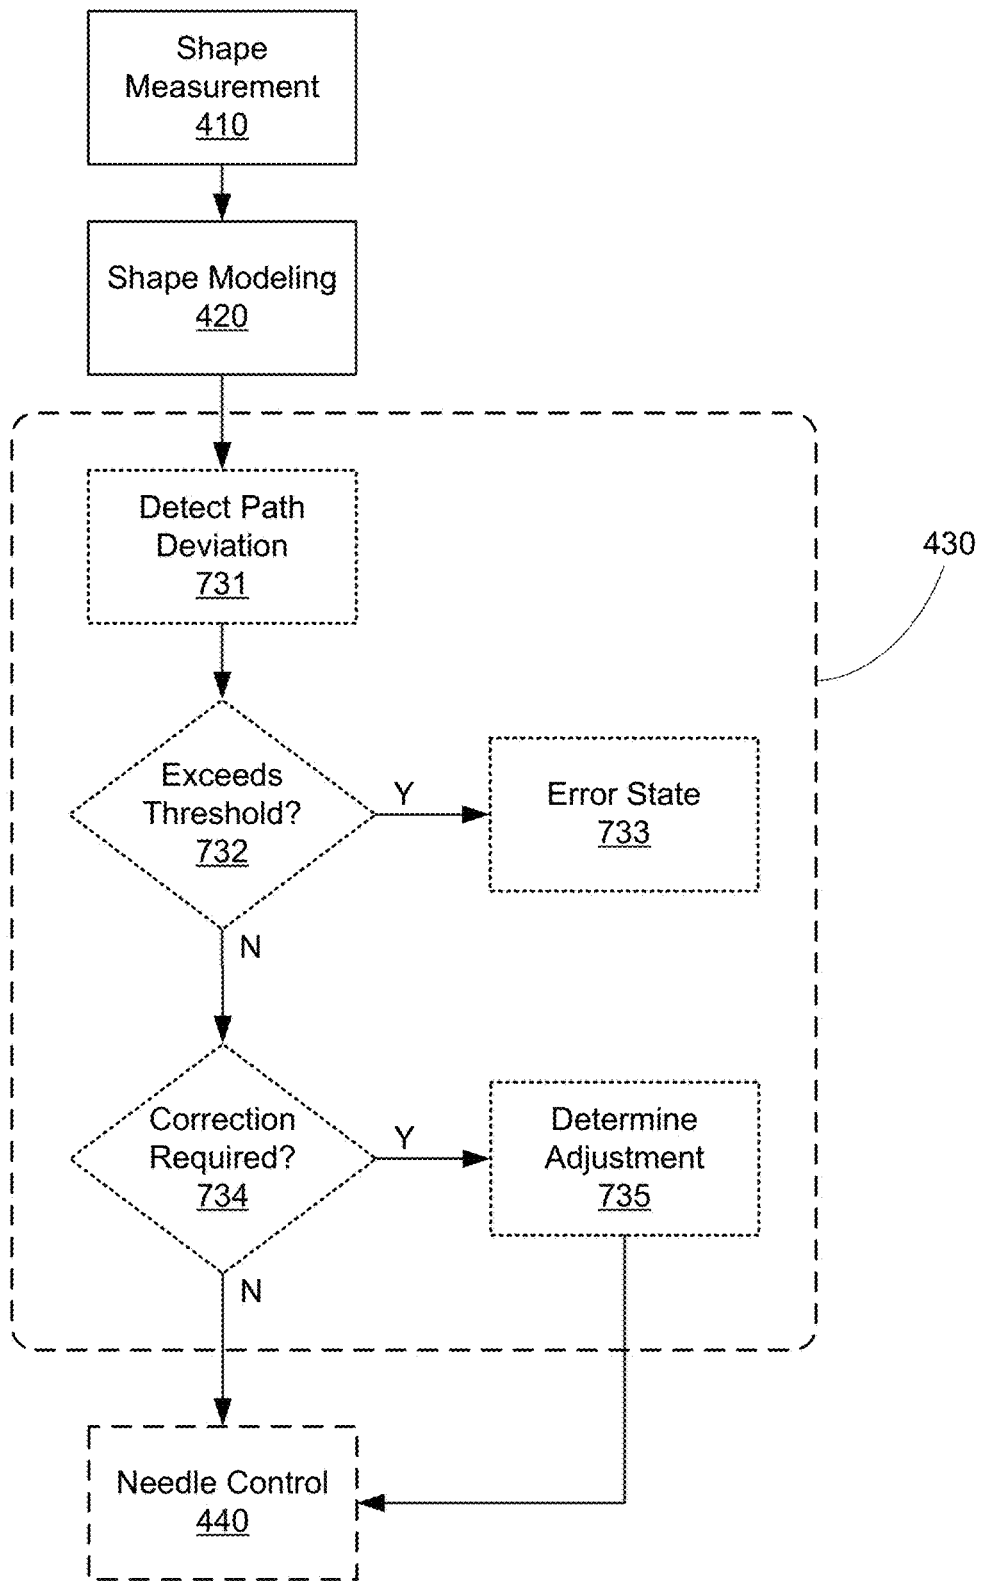 Shape
Measurement
410
Shape Modeling
420
Detect Path
Deviation
731
430
Exceeds
Threshold?
732
Y
Error State
733
N
Correction
Required?
734
Y
Determine
Adjustment
735
N
Needle Control
440